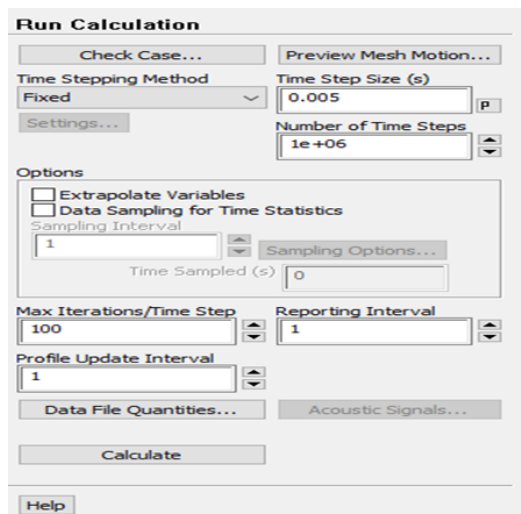 Run Calculation
Check Case... Preview Mesh Motion...
Time Stepping Method Time Step Size (s)
Fixed 0.005 P
Settings... Number of Time Steps
1e+06
Options
Extrapolate Variables
Data Sampling for Time Statistics
Sampling Interval
1 Sampling Options...
Time Sampled (s) 0
Max Iterations/Time Step Reporting Interval
100 1
Profile Update Interval
1
Data File Quantities... Acoustic Signals...
Calculate
Help